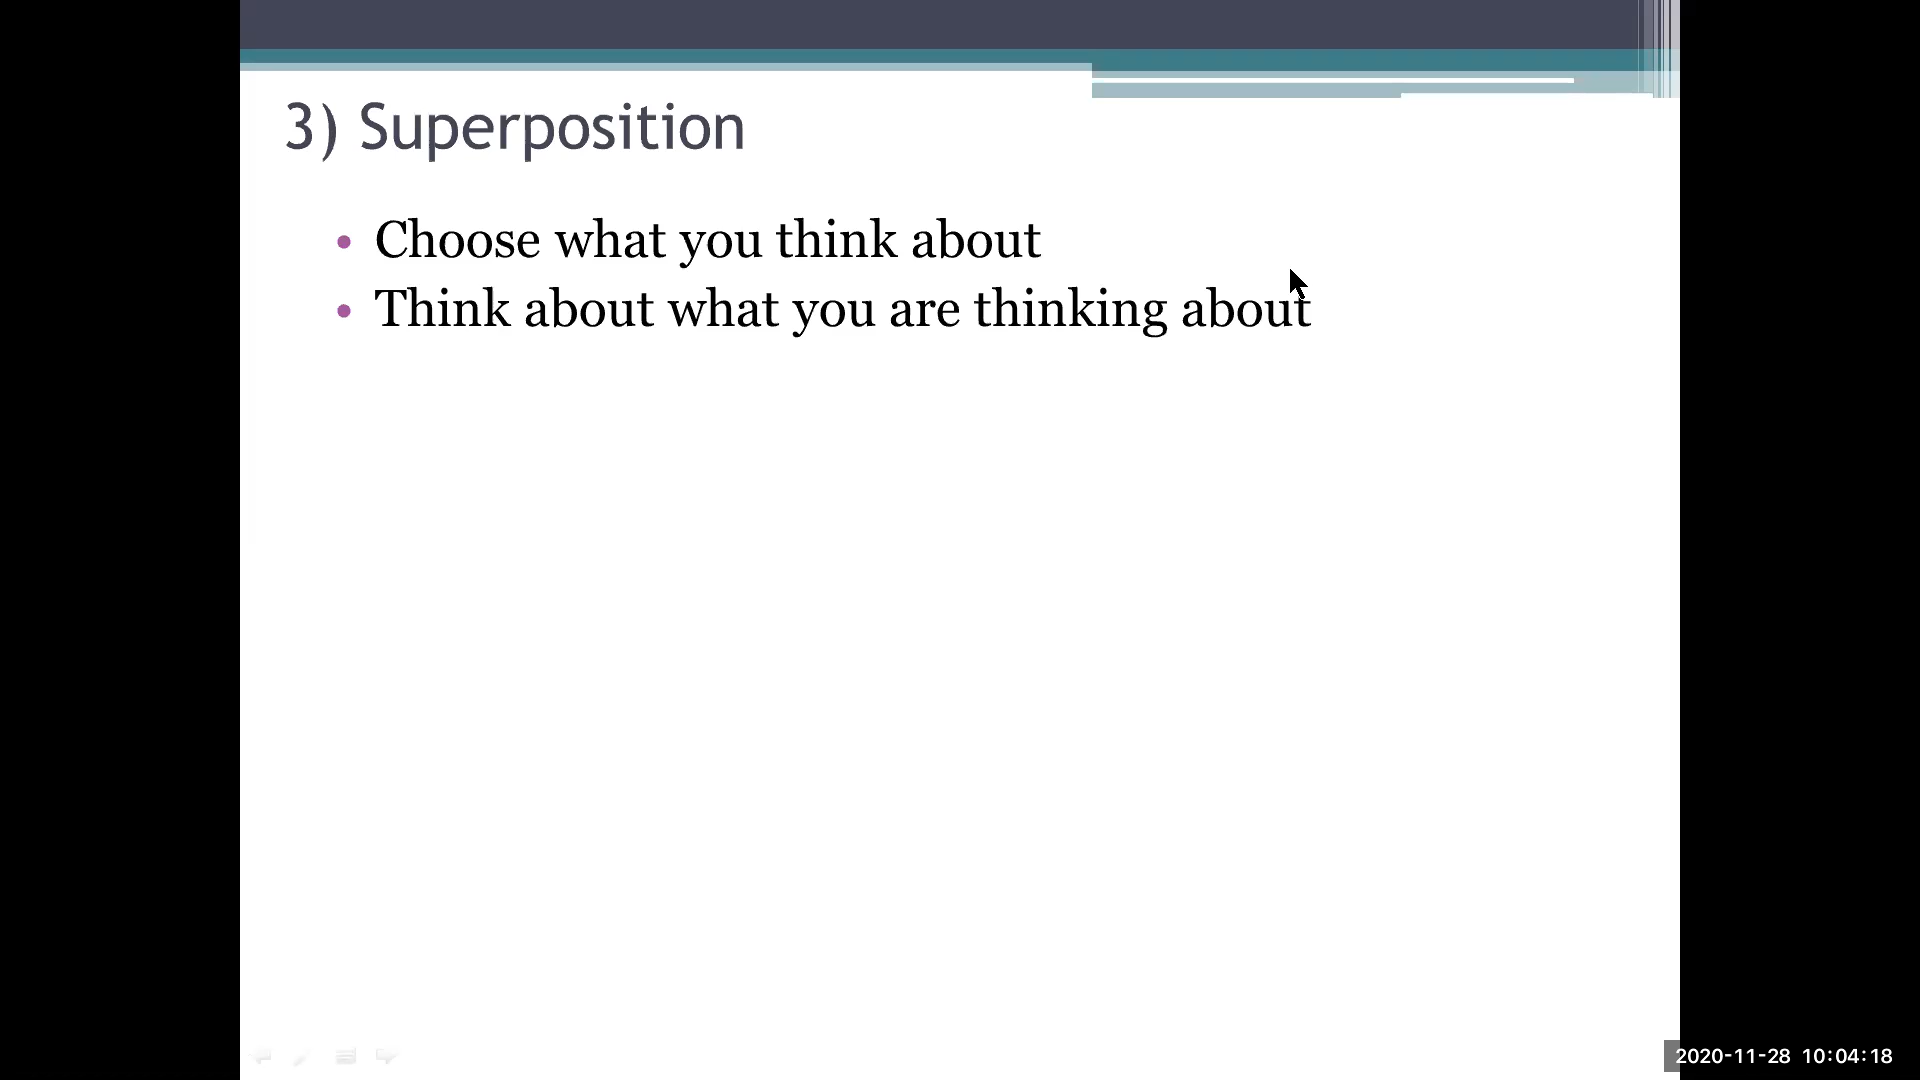 3) Superposition
• Choose what you think about
• Think about what you are thinking about
2020-11-28 10:04:18